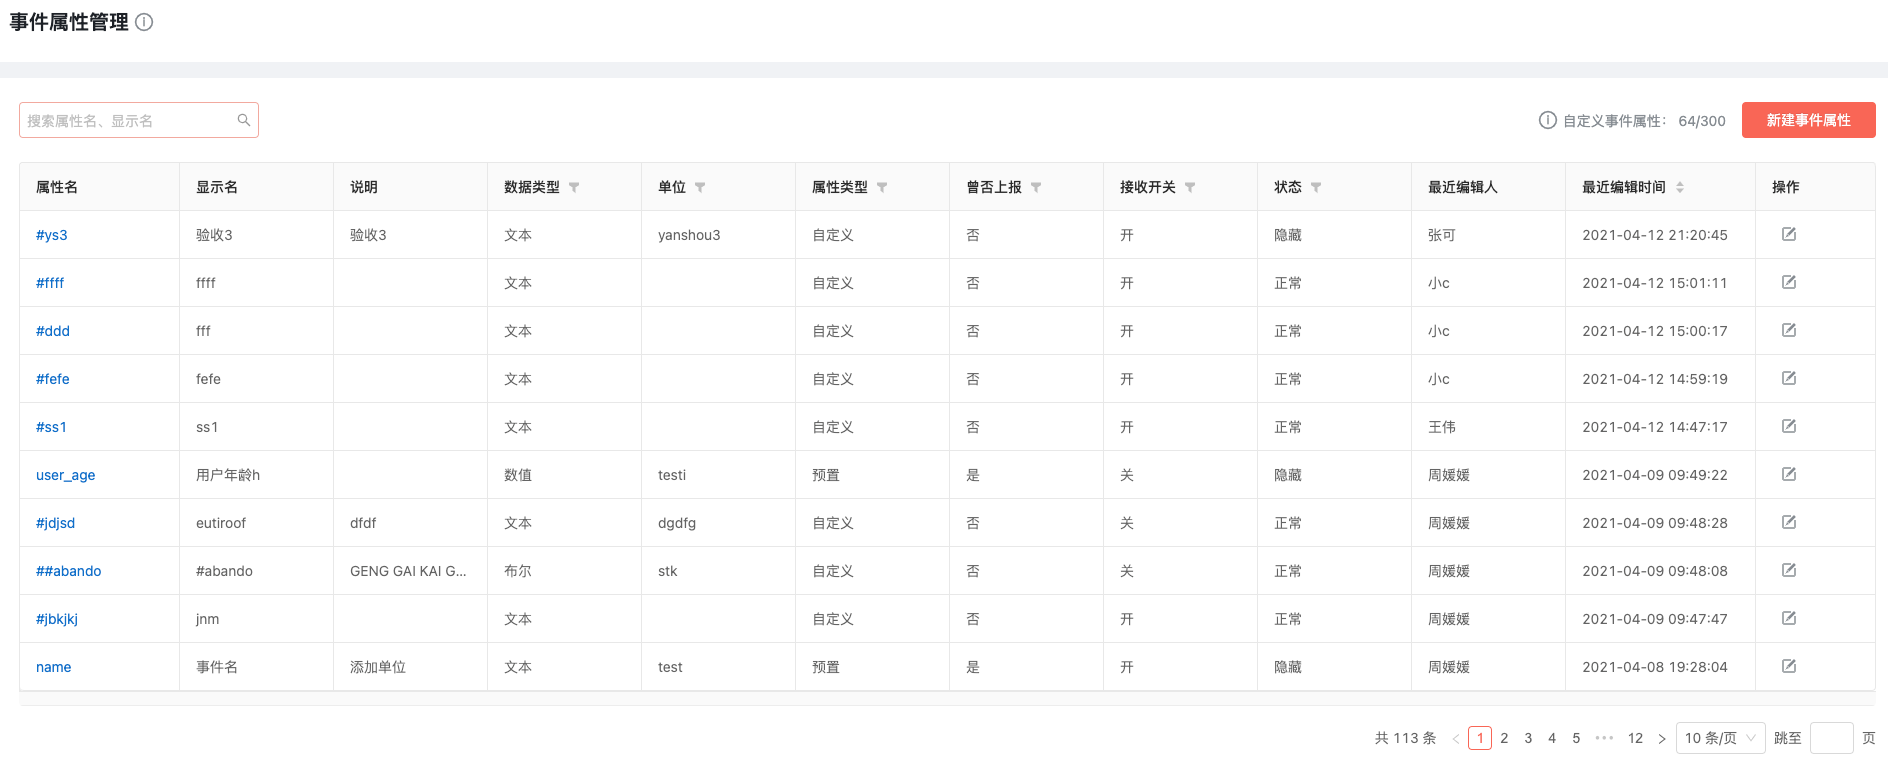 事件属性管理
搜索属性名、显示名
自定义事件属性： 64/300 新建事件属性
属性名 显示名 说明 数据类型 单位 属性类型 曾否上报 接收开关 状态 最近编辑人 最近编辑时间 操作
#ys3 验收3 验收3 文本 yanshou3 自定义 否 开 隐藏 张可 2021-04-12 21:20:45
#ffff ffff 文本 自定义 否 开 正常 小c 2021-04-12 15:01:11
#ddd fff 文本 自定义 否 开 正常 小c 2021-04-12 15:00:17
#fefe fefe 文本 自定义 否 开 正常 小c 2021-04-12 14:59:19
#ss1 ss1 文本 自定义 否 开 正常 王伟 2021-04-12 14:47:17
user_age 用户年龄h 数值 testi 预置 是 关 隐藏 周媛媛 2021-04-09 09:49:22
#jdjsd eutiroof dfdf 文本 dgdfg 自定义 否 关 正常 周媛媛 2021-04-09 09:48:28
##abando #abando GENG GAI KAI G... 布尔 stk 自定义 否 关 正常 周媛媛 2021-04-09 09:48:08
#jbkjkj jnm 文本 自定义 否 开 正常 周媛媛 2021-04-09 09:47:47
name 事件名 添加单位 文本 test 预置 是 开 隐藏 周媛媛 2021-04-08 19:28:04
共 113 条 < 1 2 3 4 5 ••• 12 > 10 条/页 跳至 页